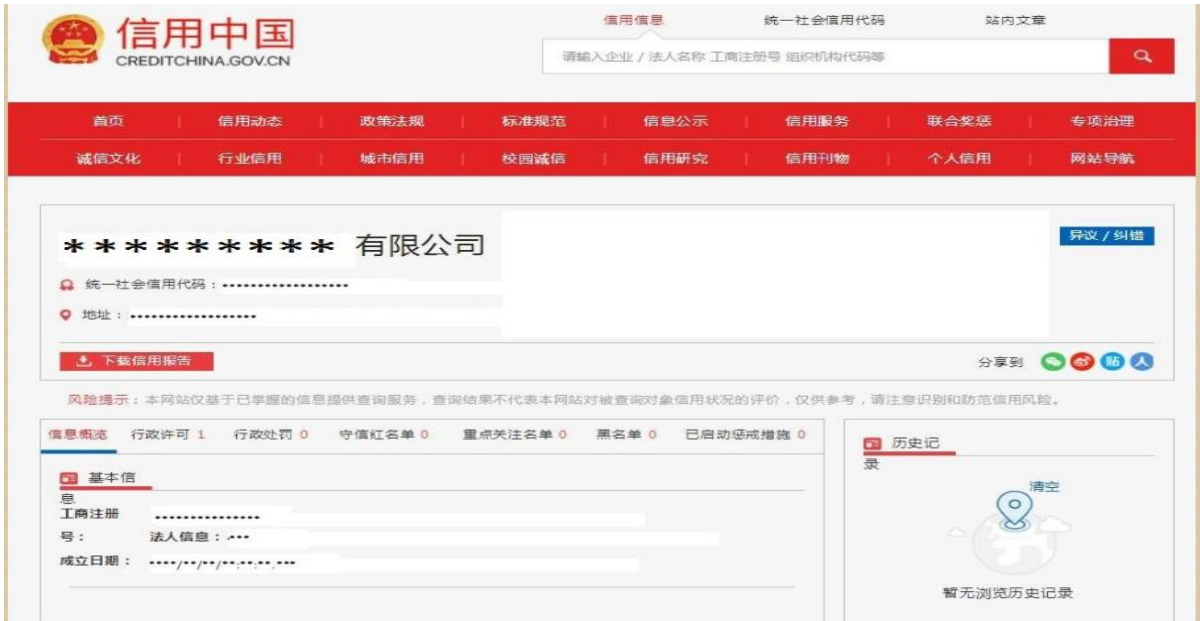 信用中国
CREDITCHINA.GOV.CN
信用信息 统一社会信用代码 站内文章
请输入企业 / 法人名称 工商注册号 组织机构代码等
首页 | 信用动态 | 政策法规 | 标准规范 | 信息公示 | 信用服务 | 联合奖惩 | 专项治理
诚信文化 | 行业信用 | 城市信用 | 校园诚信 | 信用研究 | 信用刊物 | 个人信用 | 网站导航
********* 有限公司
异议 / 纠错
统一社会信用代码：••••••••••••••••••
地址：••••••••••••••••••
下载信用报告
分享到 贴 人
风险提示：本网站仅基于已掌握的信息提供查询服务，查询结果不代表本网站对被查询对象信用状况的评价，仅供参考，请注意识别和防范信用风险。
信息概览 行政许可 1 行政处罚 0 守信红名单 0 重点关注名单 0 黑名单 0 已启动惩戒措施 0
基本信
息
工商注册 •••••••••••••••
号： 法人信息：•••
成立日期： ••••/••/••/••:••:••.•••
历史记
录
清空
暂无浏览历史记录